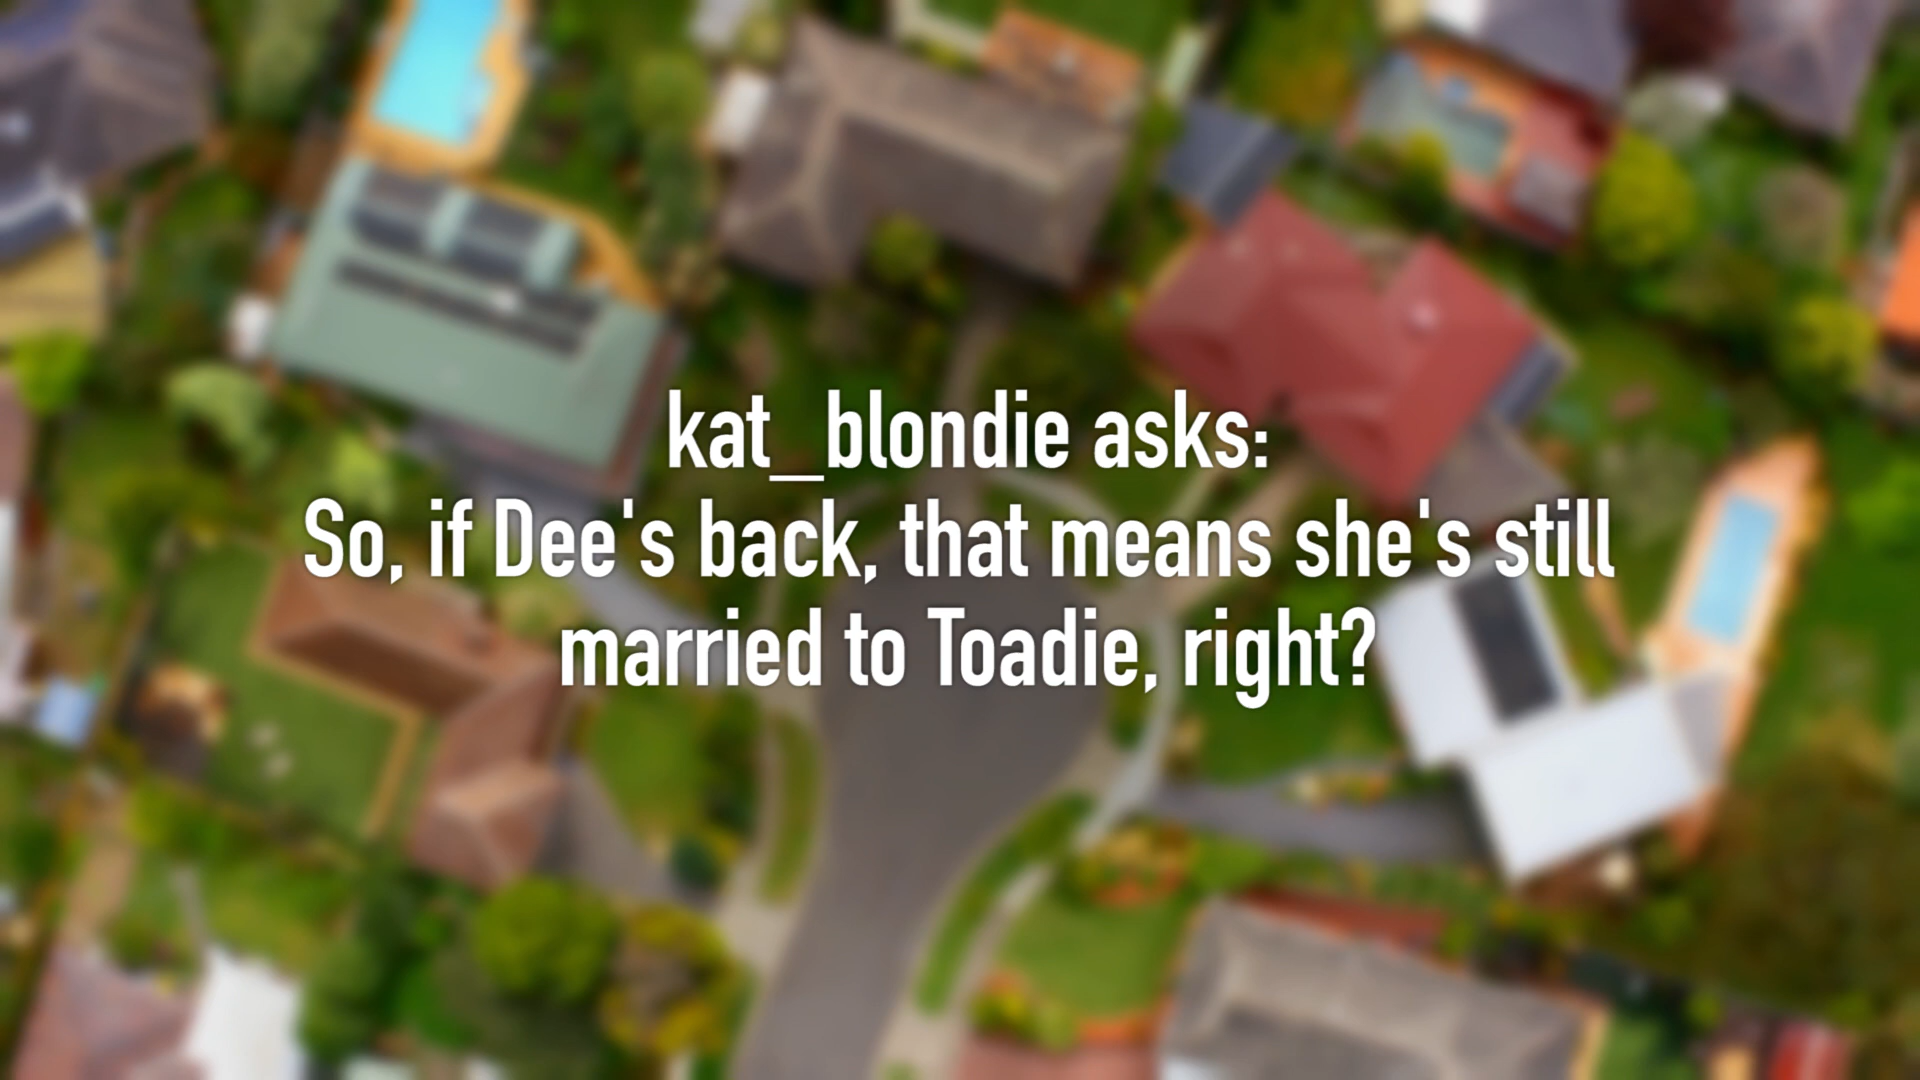 kat_blondie asks:
So, if Dee's back, that means she's still
married to Toadie, right?